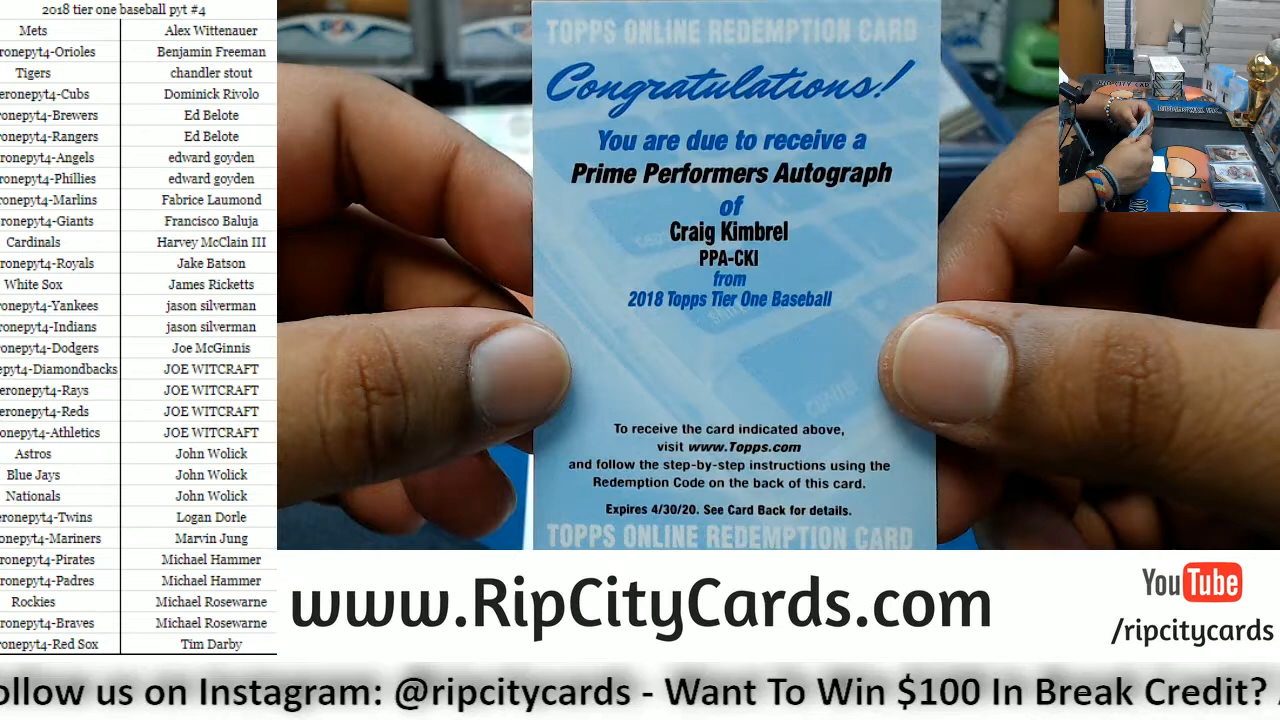 2018 tier one baseball pyt #4
Mets Alex Wittenauer
ronepyt4-Orioles Benjamin Freeman
Tigers chandler stout
eronepyt4-Cubs Dominick Rivolo
ronepyt4-Brewers Ed Belote
ronepyt4-Rangers Ed Belote
ronepyt4-Angels edward goyden
ronepyt4-Phillies edward goyden
ronepyt4-Marlins Fabrice Laumond
ronepyt4-Giants Francisco Baluja
Cardinals Harvey McClain III
ronepyt4-Royals Jake Batson
White Sox James Ricketts
onepyt4-Yankees jason silverman
onepyt4-Indians jason silverman
onepyt4-Dodgers Joe McGinnis
epyt4-Diamondbacks JOE WITCRAFT
eronepyt4-Rays JOE WITCRAFT
eronepyt4-Reds JOE WITCRAFT
onepyt4-Athletics JOE WITCRAFT
Astros John Wolick
Blue Jays John Wolick
Nationals John Wolick
eronepyt4-Twins Logan Dorle
onepyt4-Mariners Marvin Jung
ronepyt4-Pirates Michael Hammer
ronepyt4-Padres Michael Hammer
Rockies Michael Rosewarne
ronepyt4-Braves Michael Rosewarne
ronepyt4-Red Sox Tim Darby
TOPPS ONLINE REDEMPTION CARD
Congratulations!
You are due to receive a
Prime Performers Autograph
of
Craig Kimbrel
PPA-CKI
from
2018 Topps Tier One Baseball
To receive the card indicated above,
visit www.Topps.com
and follow the step-by-step instructions using the
Redemption Code on the back of this card.
Expires 4/30/20. See Card Back for details.
TOPPS ONLINE REDEMPTION CARD
www.RipCityCards.com
YouTube
/ripcitycards
ollow us on Instagram: @ripcitycards - Want To Win $100 In Break Credit?